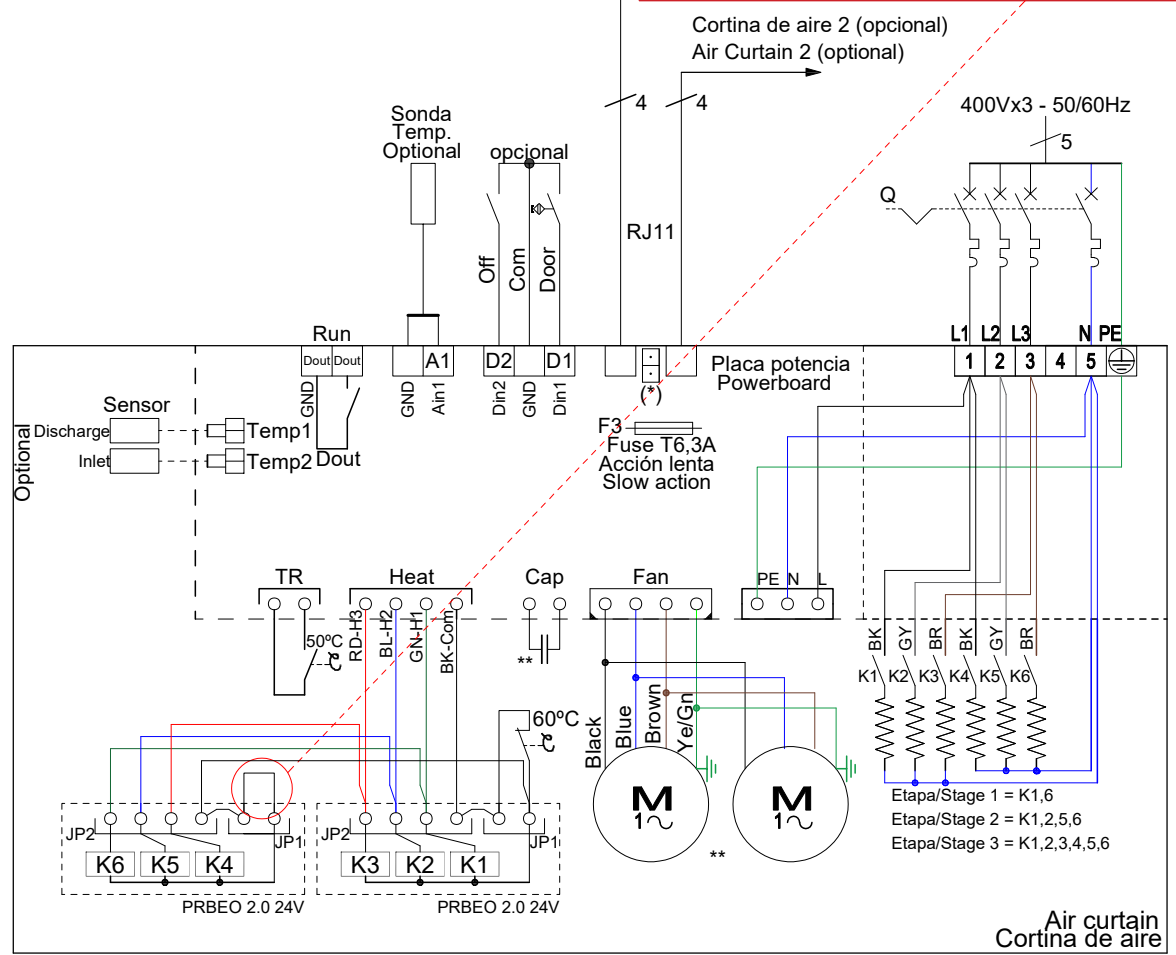 Cortina de aire 2 (opcional)
Air Curtain 2 (optional)
4
4
400Vx3 - 50/60Hz
5
Sonda
Temp.
Optional
opcional
Q
RJ11
Off
Com
Door
Run
L1
L2
L3
N
PE
Dout
Dout
A1
D2
D1
1
2
3
4
5
GND
GND
Ain1
Din2
GND
Din1
(*)
Placa potencia
Powerboard
Optional
Sensor
Discharge
Temp1
Inlet
Temp2
Dout
F3
Fuse T6,3A
Acción lenta
Slow action
TR
Heat
Cap
Fan
PE
N
L
50ºC
RD-H3
BL-H2
GN-H1
BK-Com
**
BK
GY
BR
BK
GY
BR
K1
K2
K3
K4
K5
K6
60ºC
Black
Blue
Brown
Ye/Gn
M
1
M
1
**
Etapa/Stage 1 = K1,6
Etapa/Stage 2 = K1,2,5,6
Etapa/Stage 3 = K1,2,3,4,5,6
JP2
JP1
K6
K5
K4
PRBEO 2.0 24V
JP2
JP1
K3
K2
K1
PRBEO 2.0 24V
Air curtain
Cortina de aire